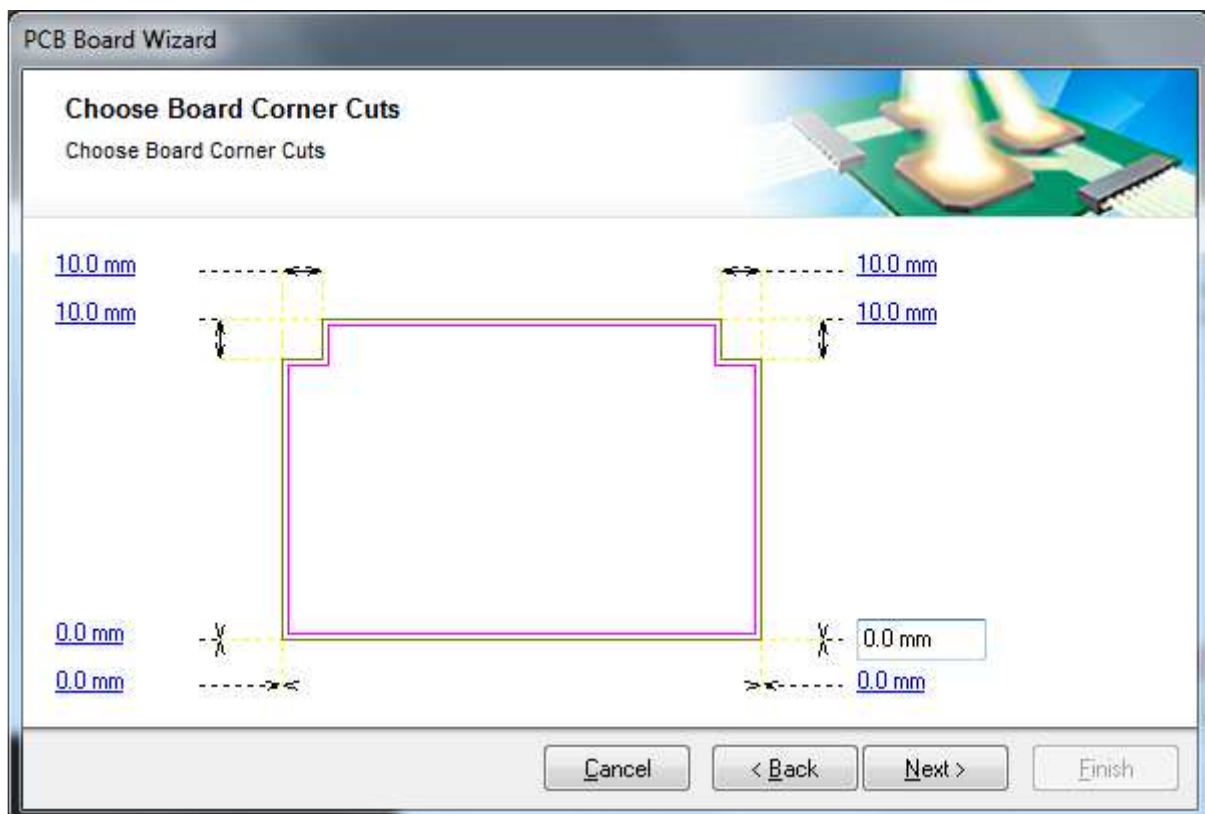 PCB Board Wizard
Choose Board Corner Cuts
Choose Board Corner Cuts
10.0 mm 10.0 mm
10.0 mm 10.0 mm
0.0 mm 0.0 mm
0.0 mm 0.0 mm
Cancel < Back Next > Finish